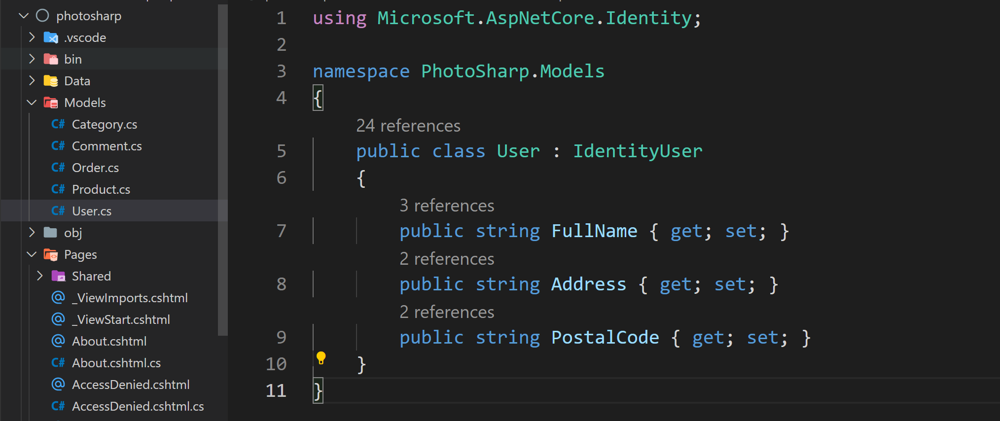 photosharp
.vscode
bin
Data
Models
C# Category.cs
C# Comment.cs
C# Order.cs
C# Product.cs
C# User.cs
obj
Pages
Shared
@ _ViewImports.cshtml
@ _ViewStart.cshtml
@ About.cshtml
C# About.cshtml.cs
@ AccessDenied.cshtml
C# AccessDenied.cshtml.cs
1 using Microsoft.AspNetCore.Identity;
2
3 namespace PhotoSharp.Models
4 {
24 references
5 public class User : IdentityUser
6 {
3 references
7 public string FullName { get; set; }
2 references
8 public string Address { get; set; }
2 references
9 public string PostalCode { get; set; }
10 }
11 }